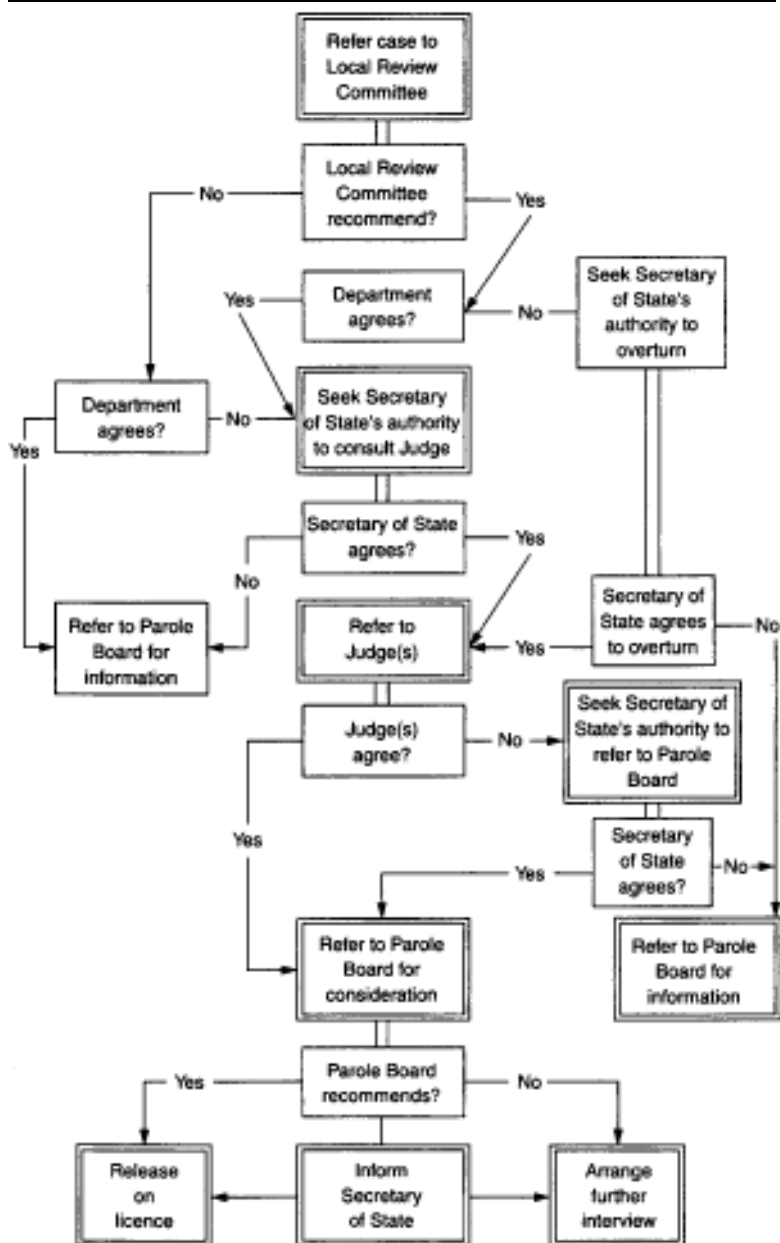 Refer case to
Local Review
Committee
Local Review
Committee
recommend?
No
Yes
Department
agrees?
Yes
No
Seek Secretary
of State's
authority to
overturn
Department
agrees?
No
Yes
Seek Secretary
of State's authority
to consult Judge
Secretary of State
agrees?
Yes
No
Refer to Parole
Board for
information
Refer to
Judge(s)
Yes
Secretary of
State agrees
to overturn
No
Judge(s)
agree?
No
Yes
Seek Secretary of
State's authority to
refer to Parole
Board
Secretary
of State
agrees?
Yes
No
Refer to Parole
Board for
consideration
Refer to Parole
Board for
information
Parole Board
recommends?
Yes
No
Release
on
licence
Inform
Secretary
of State
Arrange
further
interview